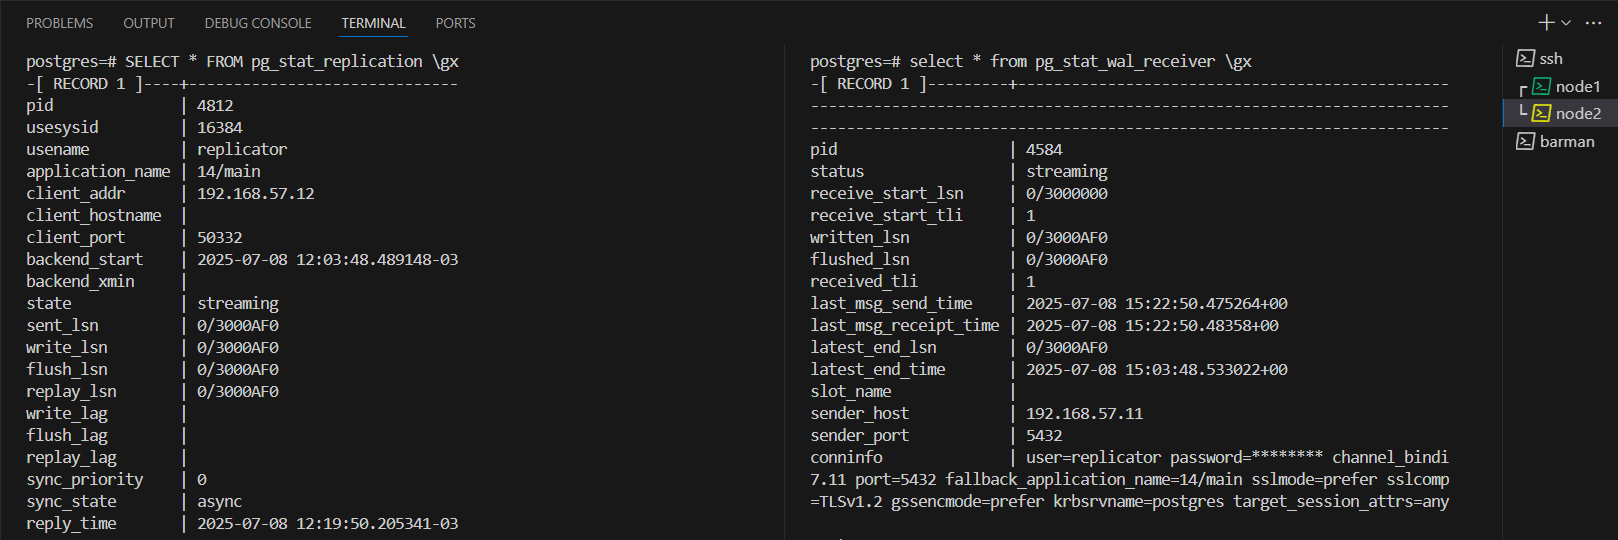 PROBLEMS OUTPUT DEBUG CONSOLE TERMINAL PORTS
postgres=# SELECT * FROM pg_stat_replication \gx
-[ RECORD 1 ]----+------------------------------
pid              | 4812
usesysid         | 16384
usename          | replicator
application_name | 14/main
client_addr      | 192.168.57.12
client_hostname  |
client_port      | 50332
backend_start    | 2025-07-08 12:03:48.489148-03
backend_xmin     |
state            | streaming
sent_lsn         | 0/3000AF0
write_lsn        | 0/3000AF0
flush_lsn        | 0/3000AF0
replay_lsn       | 0/3000AF0
write_lag        |
flush_lag        |
replay_lag       |
sync_priority    | 0
sync_state       | async
reply_time       | 2025-07-08 12:19:50.205341-03
postgres=# select * from pg_stat_wal_receiver \gx
-[ RECORD 1 ]---------+------------------------------------------------
-----------------------------------------------------------------------
-----------------------------------------------------------------------
pid                   | 4584
status                | streaming
receive_start_lsn     | 0/3000000
receive_start_tli     | 1
written_lsn           | 0/3000AF0
flushed_lsn           | 0/3000AF0
received_tli          | 1
last_msg_send_time    | 2025-07-08 15:22:50.475264+00
last_msg_receipt_time | 2025-07-08 15:22:50.48358+00
latest_end_lsn        | 0/3000AF0
latest_end_time       | 2025-07-08 15:03:48.533022+00
slot_name             |
sender_host           | 192.168.57.11
sender_port           | 5432
conninfo              | user=replicator password=******** channel_bindi
7.11 port=5432 fallback_application_name=14/main sslmode=prefer sslcomp
=TLSv1.2 gssencmode=prefer krbsrvname=postgres target_session_attrs=any
ssh
node1
node2
barman